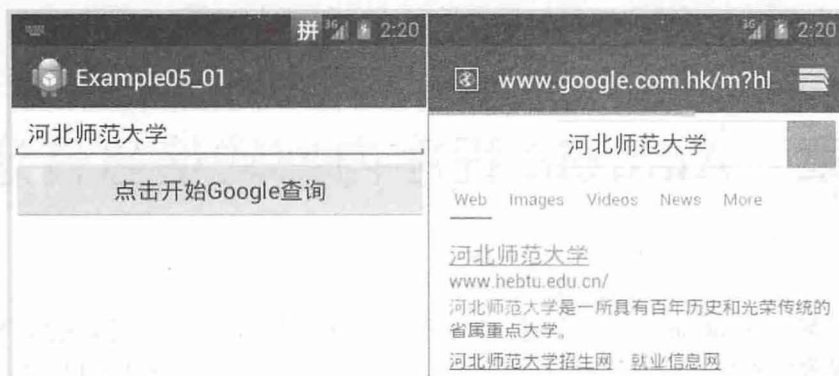 拼 3G 2:20
Example05_01
河北师范大学
点击开始Google查询
3G 2:20
www.google.com.hk/m?hl
河北师范大学
Web Images Videos News More
河北师范大学
www.hebtu.edu.cn/
河北师范大学是一所具有百年历史和光荣传统的
省属重点大学。
河北师范大学招生网 - 就业信息网